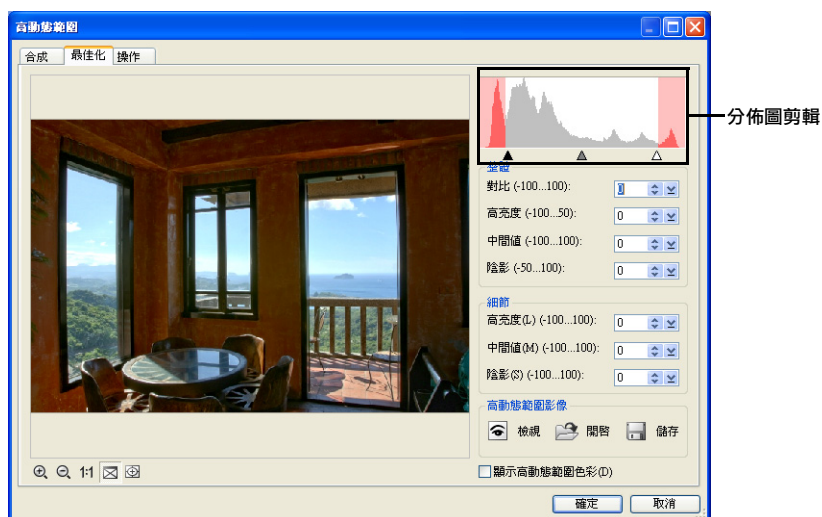 高動態範圍
合成 最佳化 操作
分佈圖剪輯
整體
對比 (-100...100): 0
高亮度 (-100...50): 0
中間值 (-100...100): 0
陰影 (-50...100): 0
細節
高亮度(L) (-100...100): 0
中間值(M) (-100...100): 0
陰影(S) (-100...100): 0
高動態範圍影像
檢視 開啓 儲存
1:1
顯示高動態範圍色彩(D)
確定 取消